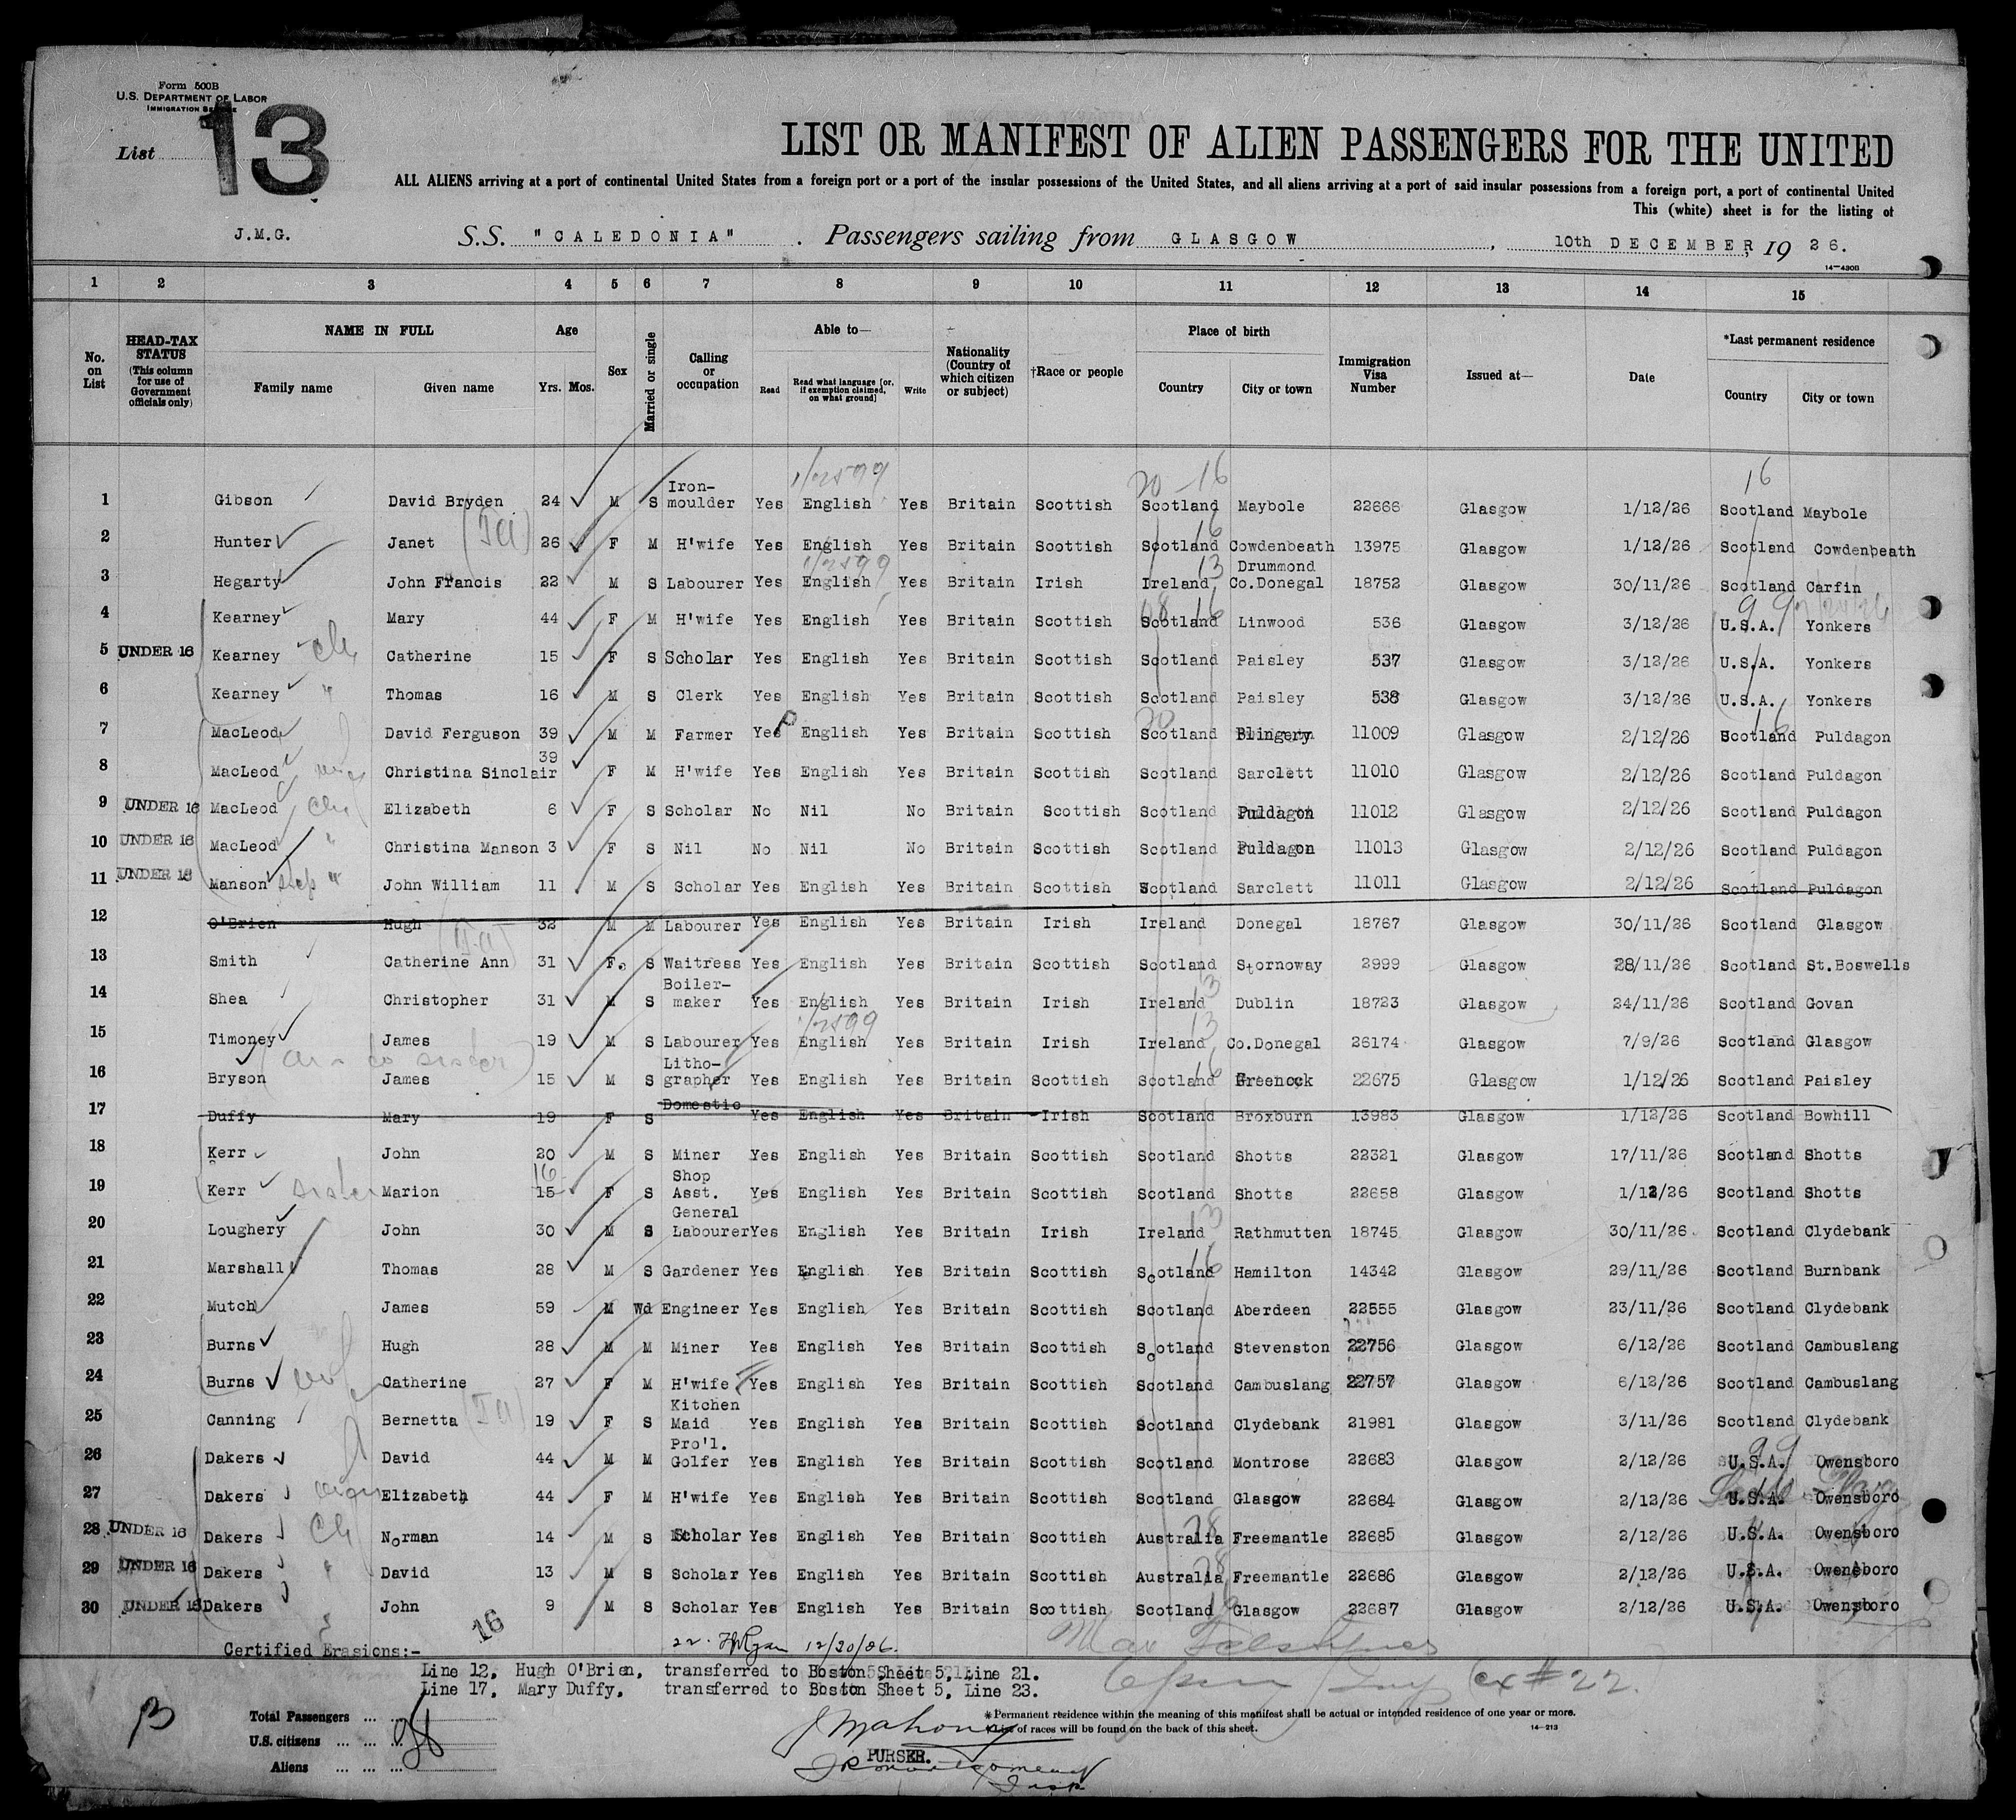 Form 500B
U.S. DEPARTMENT OF LABOR
IMMIGRATION SERVICE
List 13
LIST OR MANIFEST OF ALIEN PASSENGERS FOR THE UNITED
ALL ALIENS arriving at a port of continental United States from a foreign port or a port of the insular possessions of the United States, and all aliens arriving at a port of said insular possessions from a foreign port, a port of continental United
This (white) sheet is for the listing of
J.M.G. S.S. "CALEDONIA". Passengers sailing from GLASGOW, 10th DECEMBER, 1926.
14-430B
1 2 3 4 5 6 7 8 9 10 11 12 13 14 15
No. on List
HEAD-TAX STATUS (This column for use of Government officials only)
NAME IN FULL Family name Given name
Age Yrs. Mos.
Sex
Married or single
Calling or occupation
Able to— Read Read what language [or, if exemption claimed, on what ground] Write
Nationality (Country of which citizen or subject)
†Race or people
Place of birth Country City or town
Immigration Visa Number
Issued at—
Date
*Last permanent residence Country City or town
1 Gibson David Bryden 24 M S Iron-moulder Yes English Yes Britain Scottish Scotland Maybole 22666 Glasgow 1/12/26 Scotland Maybole
2 Hunter Janet 26 F M H'wife Yes English Yes Britain Scottish Scotland Cowdenbeath 13975 Glasgow 1/12/26 Scotland Cowdenbeath
3 Hegarty John Francis 22 M S Labourer Yes English Yes Britain Irish Ireland Drummond Co.Donegal 18752 Glasgow 30/11/26 Scotland Carfin
4 Kearney Mary 44 F M H'wife Yes English Yes Britain Scottish Scotland Linwood 536 Glasgow 3/12/26 U.S.A. Yonkers
5 UNDER 16 Kearney Ch Catherine 15 F S Scholar Yes English Yes Britain Scottish Scotland Paisley 537 Glasgow 3/12/26 U.S.A. Yonkers
6 Kearney " Thomas 16 M S Clerk Yes English Yes Britain Scottish Scotland Paisley 538 Glasgow 3/12/26 U.S.A. Yonkers
7 MacLeod David Ferguson 39 M M Farmer Yes English Yes Britain Scottish Scotland Blingery 11009 Glasgow 2/12/26 Scotland Puldagon
8 MacLeod Christina Sinclair 39 F M H'wife Yes English Yes Britain Scottish Scotland Sarclett 11010 Glasgow 2/12/26 Scotland Puldagon
9 UNDER 16 MacLeod Ch Elizabeth 6 F S Scholar No Nil No Britain Scottish Scotland Puldagon 11012 Glasgow 2/12/26 Scotland Puldagon
10 UNDER 16 MacLeod " Christina Manson 3 F S Nil No Nil No Britain Scottish Scotland Puldagon 11013 Glasgow 2/12/26 Scotland Puldagon
11 UNDER 16 Manson step " John William 11 M S Scholar Yes English Yes Britain Scottish Scotland Sarclett 11011 Glasgow 2/12/26 Scotland Puldagon
12 O'Brien Hugh 32 M M Labourer Yes English Yes Britain Irish Ireland Donegal 18767 Glasgow 30/11/26 Scotland Glasgow
13 Smith Catherine Ann 31 F. S Waitress Yes English Yes Britain Scottish Scotland Stornoway 2999 Glasgow 28/11/26 Scotland St.Boswells
14 Shea Christopher 31 M S Boiler-maker Yes English Yes Britain Irish Ireland Dublin 18723 Glasgow 24/11/26 Scotland Govan
15 Timoney James 19 M S Labourer Yes English Yes Britain Irish Ireland Co.Donegal 26174 Glasgow 7/9/26 Scotland Glasgow
16 Bryson James 15 M S Litho-grapher Yes English Yes Britain Scottish Scotland Greenock 22675 Glasgow 1/12/26 Scotland Paisley
17 Duffy Mary 19 F S Domestic Yes English Yes Britain Irish Scotland Broxburn 13983 Glasgow 1/12/26 Scotland Bowhill
18 Kerr John 20 M S Miner Yes English Yes Britain Scottish Scotland Shotts 22321 Glasgow 17/11/26 Scotland Shotts
19 Kerr sister Marion 16 15 F S Shop Asst. Yes English Yes Britain Scottish Scotland Shotts 22658 Glasgow 1/12/26 Scotland Shotts
20 Loughery John 30 M S General Labourer Yes English Yes Britain Irish Ireland Rathmutten 18745 Glasgow 30/11/26 Scotland Clydebank
21 Marshall Thomas 28 M S Gardener Yes English Yes Britain Scottish Scotland Hamilton 14342 Glasgow 29/11/26 Scotland Burnbank
22 Mutch James 59 M Wd Engineer Yes English Yes Britain Scottish Scotland Aberdeen 22555 Glasgow 23/11/26 Scotland Clydebank
23 Burns Hugh 28 M M Miner Yes English Yes Britain Scottish Scotland Stevenston 22756 Glasgow 6/12/26 Scotland Cambuslang
24 Burns Catherine 27 F M H'wife Yes English Yes Britain Scottish Scotland Cambuslang 22757 Glasgow 6/12/26 Scotland Cambuslang
25 Canning Bernetta 19 F S Kitchen Maid Yes English Yes Britain Scottish Scotland Clydebank 21981 Glasgow 3/11/26 Scotland Clydebank
26 Dakers David 44 M M Pro'l. Golfer Yes English Yes Britain Scottish Scotland Montrose 22683 Glasgow 2/12/26 U.S.A. Owensboro
27 Dakers Elizabeth 44 F M H'wife Yes English Yes Britain Scottish Scotland Glasgow 22684 Glasgow 2/12/26 U.S.A. Owensboro
28 UNDER 16 Dakers Ch Norman 14 M S Scholar Yes English Yes Britain Scottish Australia Freemantle 22685 Glasgow 2/12/26 U.S.A. Owensboro
29 UNDER 16 Dakers " David 13 M S Scholar Yes English Yes Britain Scottish Australia Freemantle 22686 Glasgow 2/12/26 U.S.A. Owensboro
30 UNDER 16 Dakers John 9 M S Scholar Yes English Yes Britain Scottish Scotland Glasgow 22687 Glasgow 2/12/26 U.S.A. Owensboro
16
Certified Erasions:-
Line 12, Hugh O'Brien, transferred to Boston Sheet 5, Line 21.
Line 17, Mary Duffy, transferred to Boston Sheet 5, Line 23.
ex #22.
Total Passengers ... ...
U.S. citizens ... ... ...
Aliens ... ... ...
*Permanent residence within the meaning of this manifest shall be actual or intended residence of one year or more.
of races will be found on the back of this sheet.
14-213
J Mahony
PURSER.